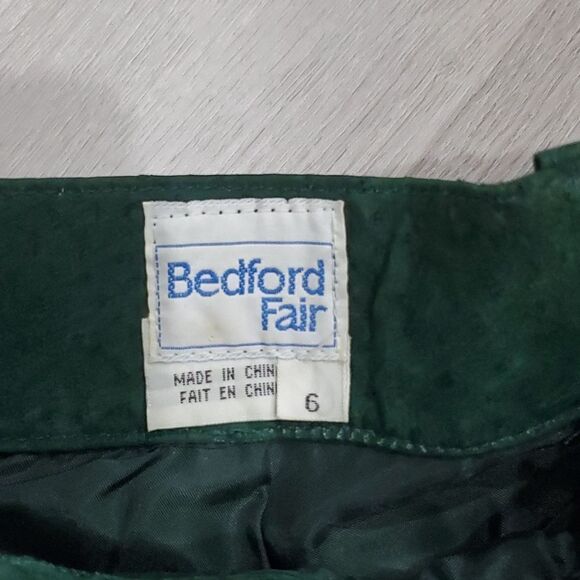 Bedford
Fair
MADE IN CHIN
FAIT EN CHIN
6